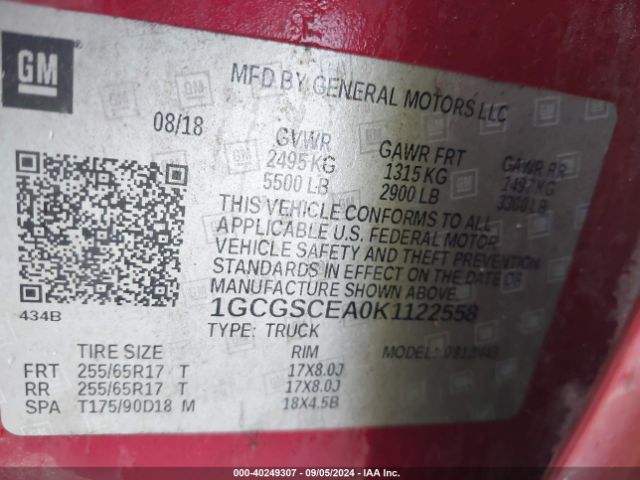 GM
MFD BY GENERAL MOTORS LLC
08/18
GVWR
2495 KG
5500 LB
GAWR FRT
1315 KG
2900 LB
GAWR RR
1497 KG
3300 LB
THIS VEHICLE CONFORMS TO ALL
APPLICABLE U.S. FEDERAL MOTOR
VEHICLE SAFETY AND THEFT PREVENTION
STANDARDS IN EFFECT ON THE DATE OF
MANUFACTURE SHOWN ABOVE.
434B
1GCGSCEA0K1122558
TYPE: TRUCK
MODEL:
TIRE SIZE RIM
FRT 255/65R17 T 17X8.0J
RR 255/65R17 T 17X8.0J
SPA T175/90D18 M 18X4.5B
000-40249307 - 09/05/2024 - IAA Inc.